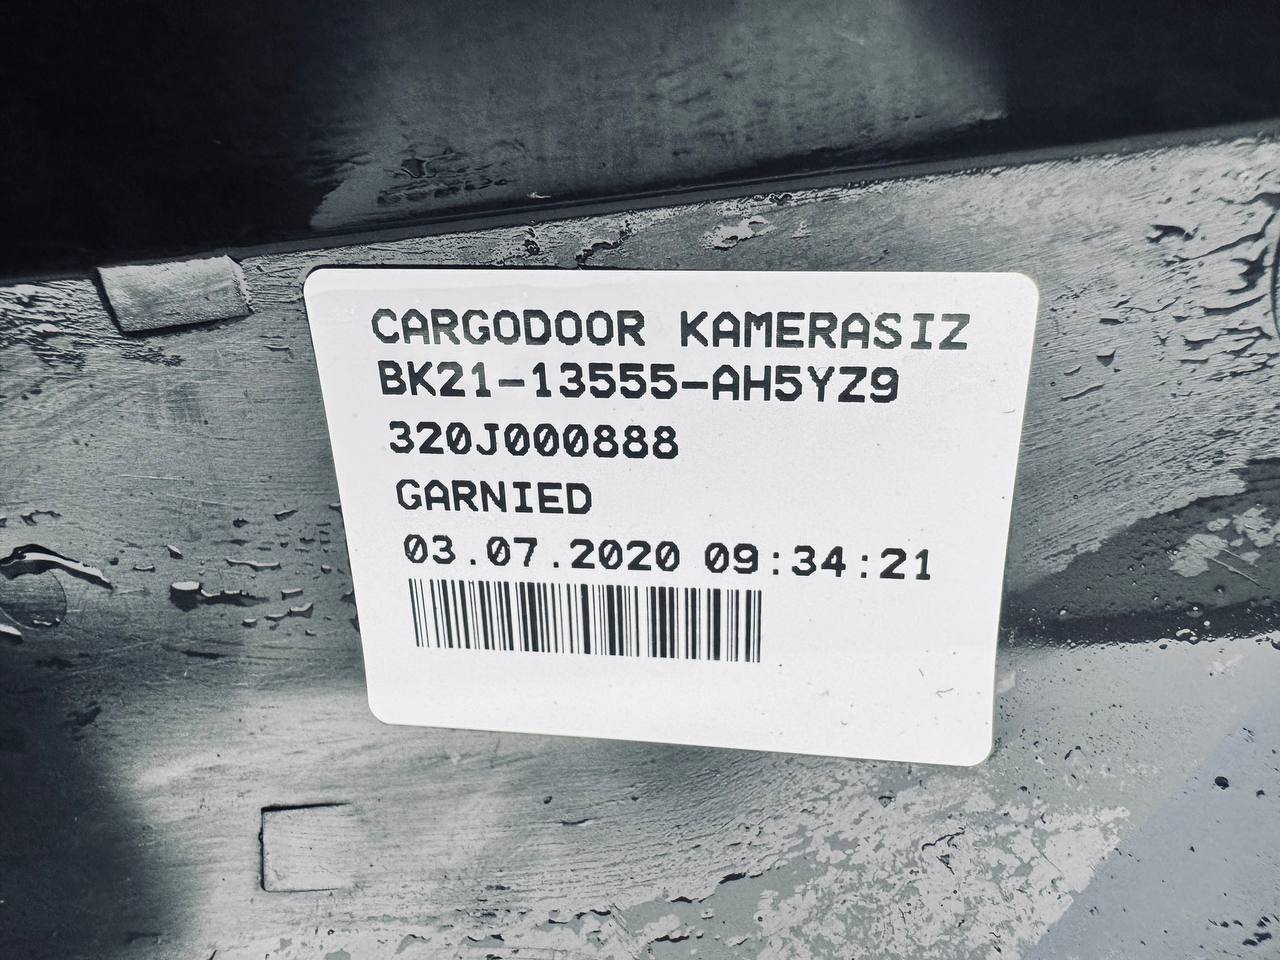 CARGODOOR KAMERASIZ
BK21-13555-AH5YZ9
320J000888
GARNIED
03.07.2020 09:34:21